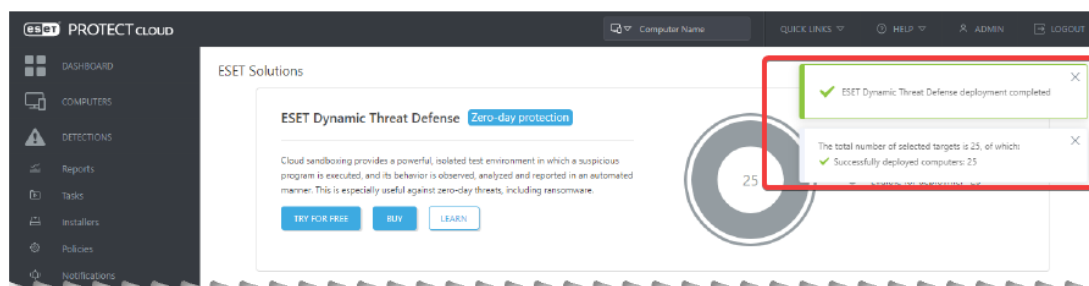 eset PROTECT CLOUD
Computer Name
QUICK LINKS
HELP
ADMIN
LOGOUT
DASHBOARD
COMPUTERS
DETECTIONS
Reports
Tasks
Installers
Policies
Notifications
ESET Solutions
ESET Dynamic Threat Defense Zero-day protection
Cloud sandboxing provides a powerful, isolated test environment in which a suspicious
program is executed, and its behavior is observed, analyzed and reported in an automated
manner. This is especially useful against zero-day threats, including ransomware.
TRY FOR FREE
BUY
LEARN
25
ESET Dynamic Threat Defense deployment completed
The total number of selected targets is 25, of which:
Successfully deployed computers: 25